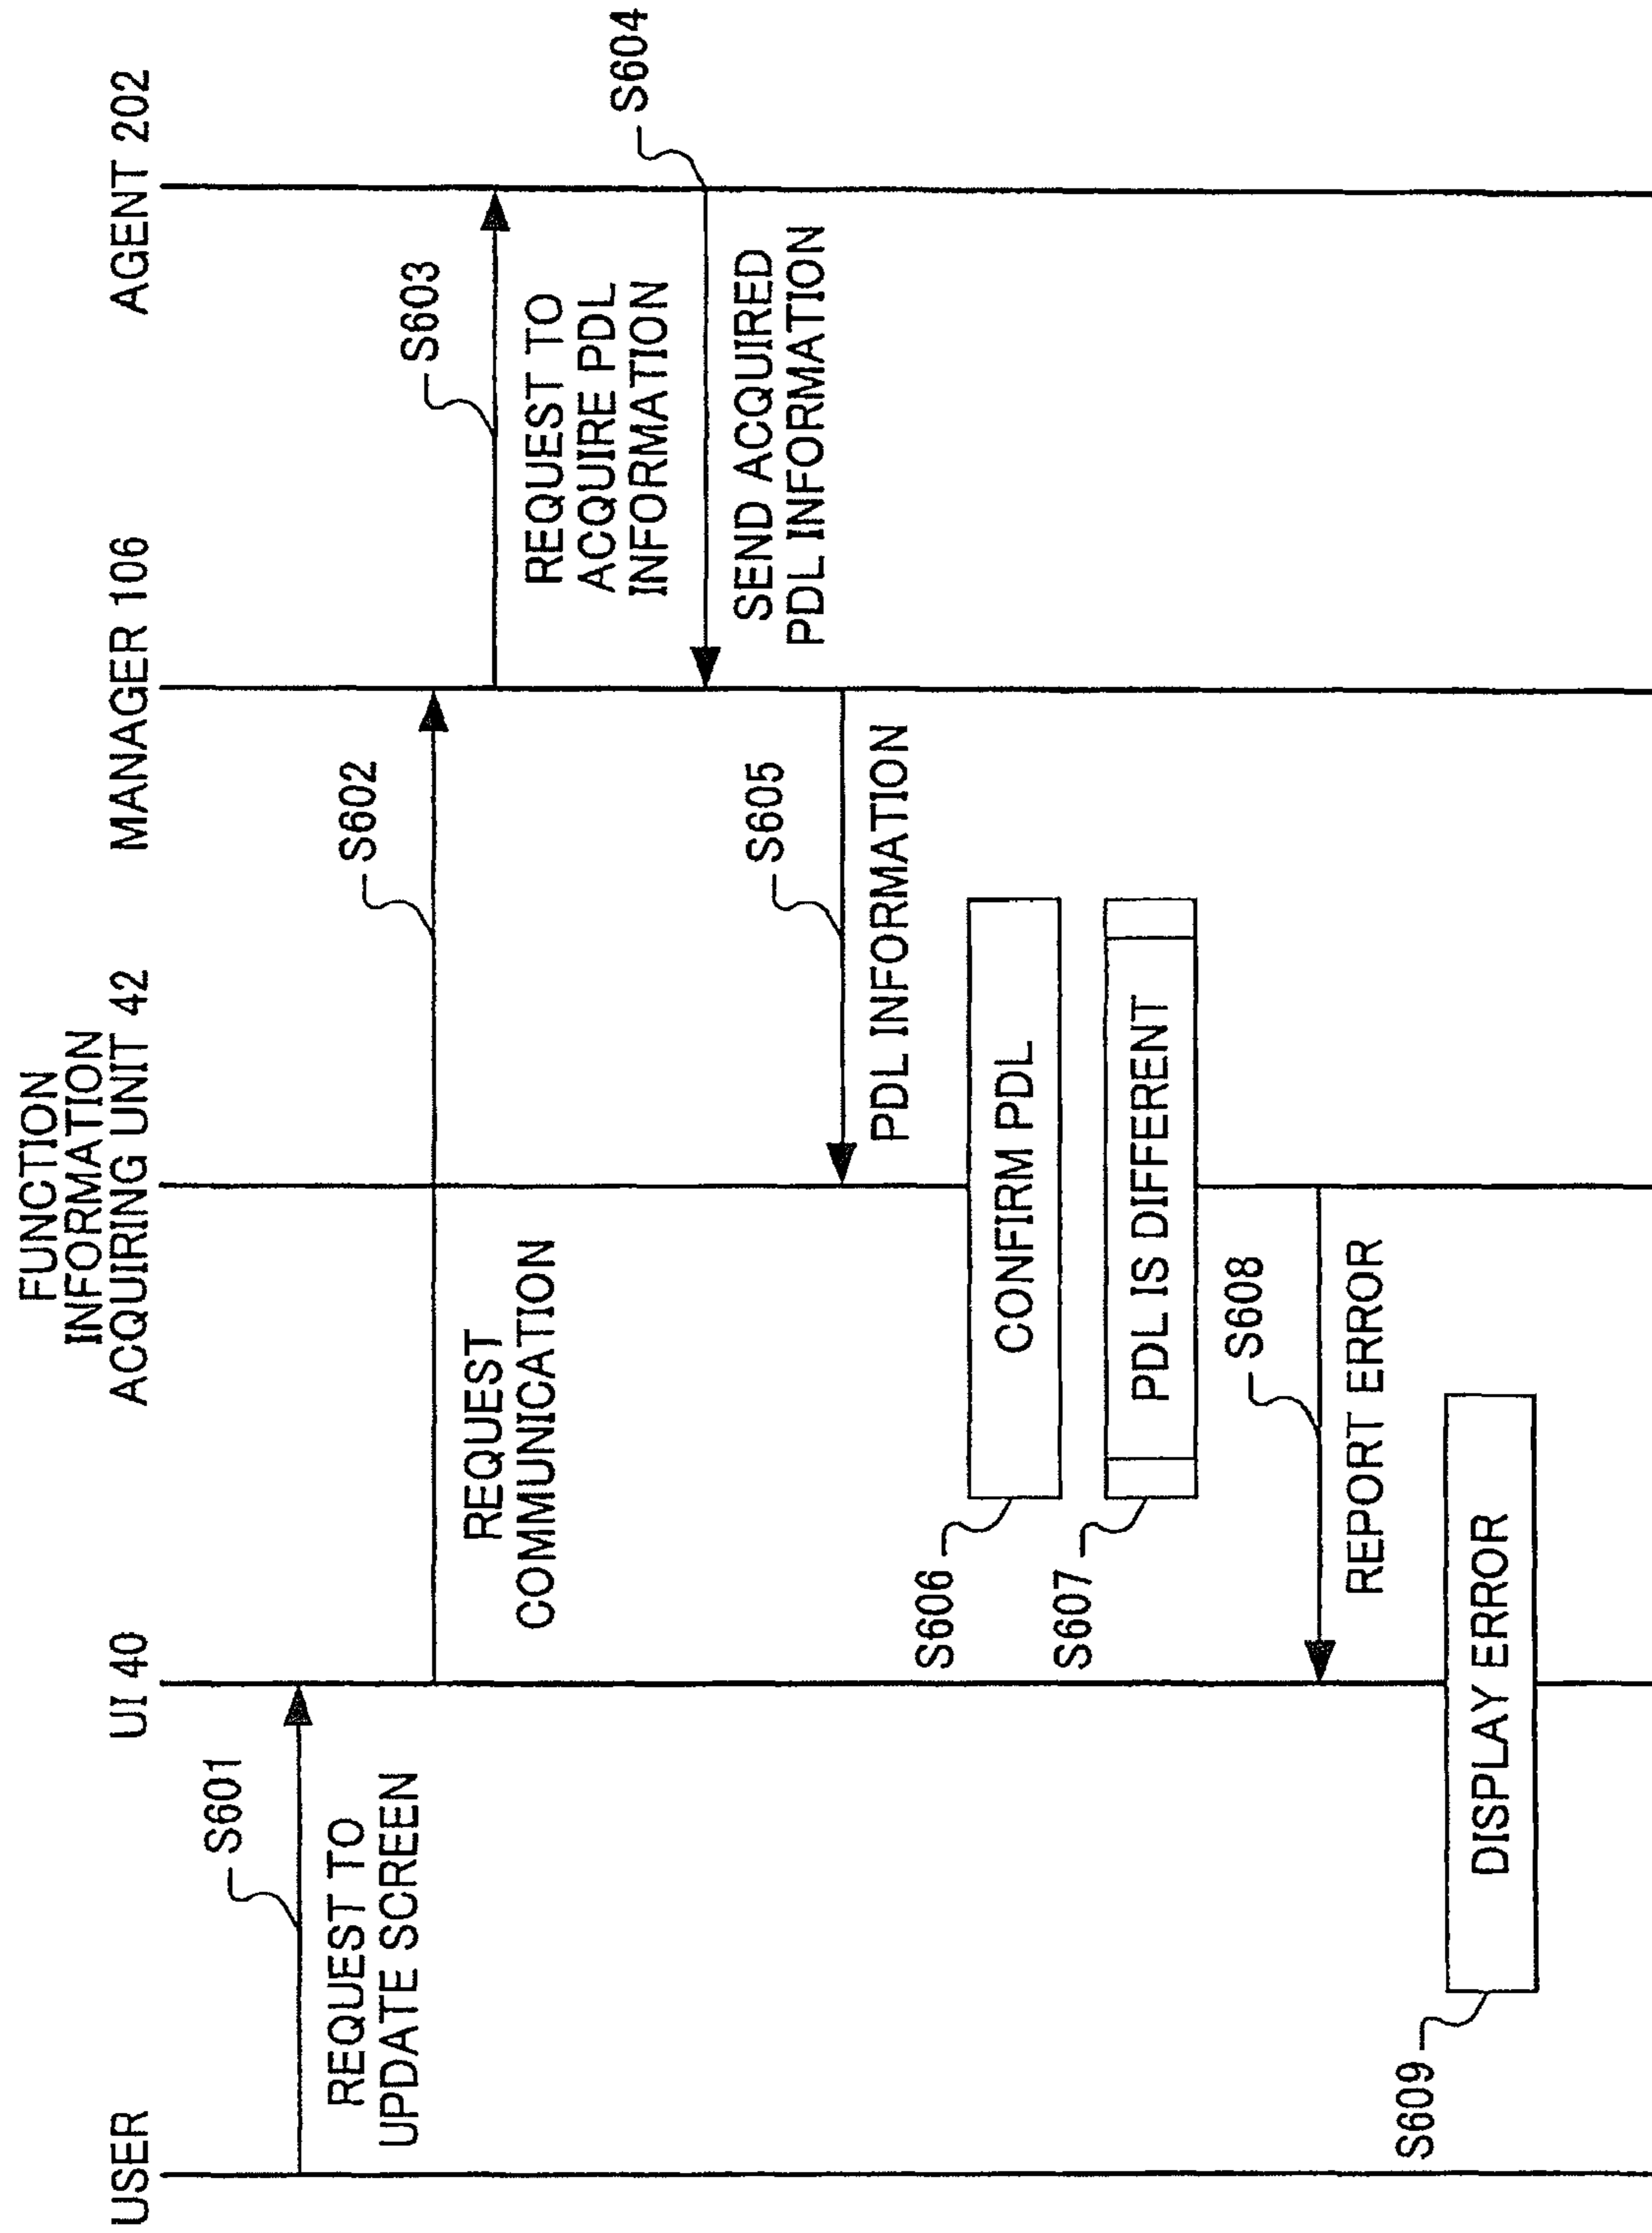 USER
UI 40
FUNCTION
INFORMATION
ACQUIRING UNIT 42
MANAGER 106
AGENT 202
S601
REQUEST TO
UPDATE SCREEN
S602
REQUEST
COMMUNICATION
S603
REQUEST TO
ACQUIRE PDL
INFORMATION
S604
SEND ACQUIRED
PDL INFORMATION
S605
PDL INFORMATION
S606
CONFIRM PDL
S607
PDL IS DIFFERENT
S608
REPORT ERROR
S609
DISPLAY ERROR